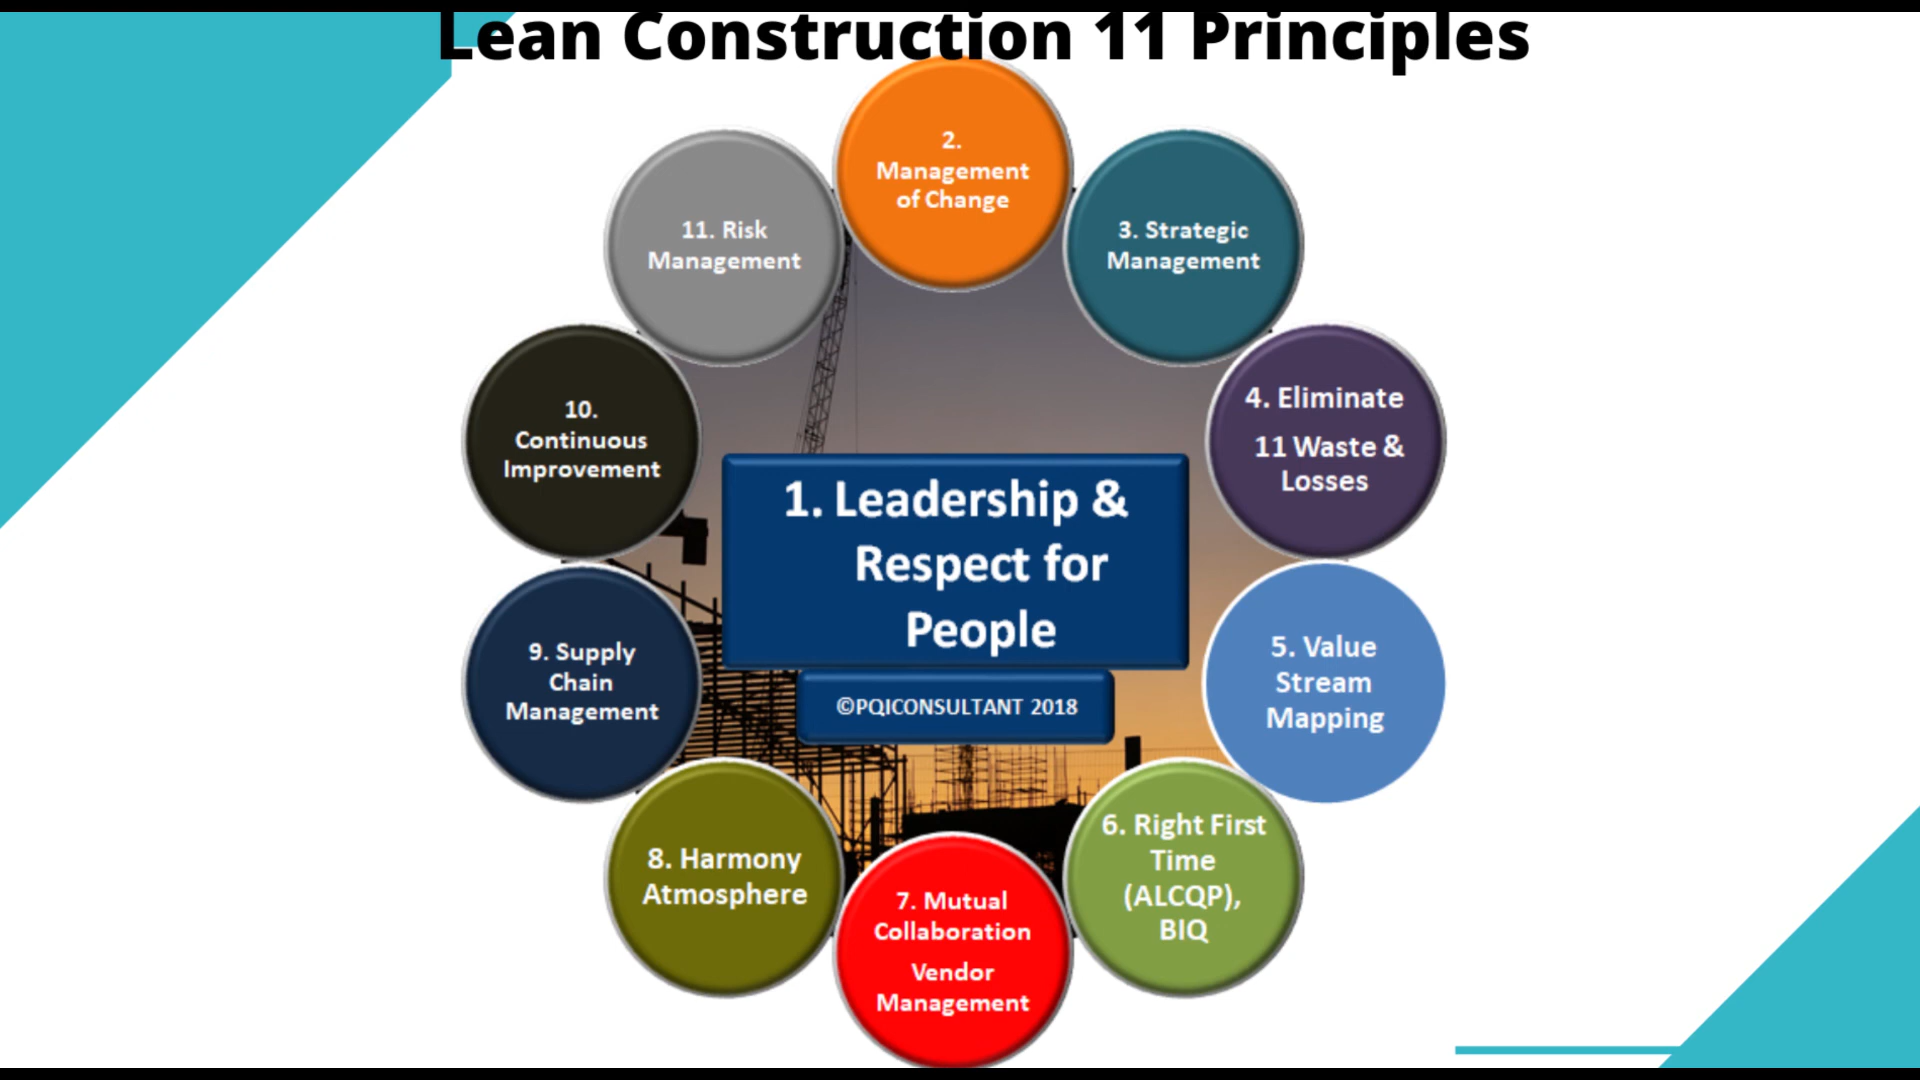 Lean Construction 11 Principles
1. Leadership &
Respect for
People
©PQICONSULTANT 2018
2.
Management
of Change
3. Strategic
Management
4. Eliminate
11 Waste &
Losses
5. Value
Stream
Mapping
6. Right First
Time
(ALCQP),
BIQ
7. Mutual
Collaboration
Vendor
Management
8. Harmony
Atmosphere
9. Supply
Chain
Management
10.
Continuous
Improvement
11. Risk
Management